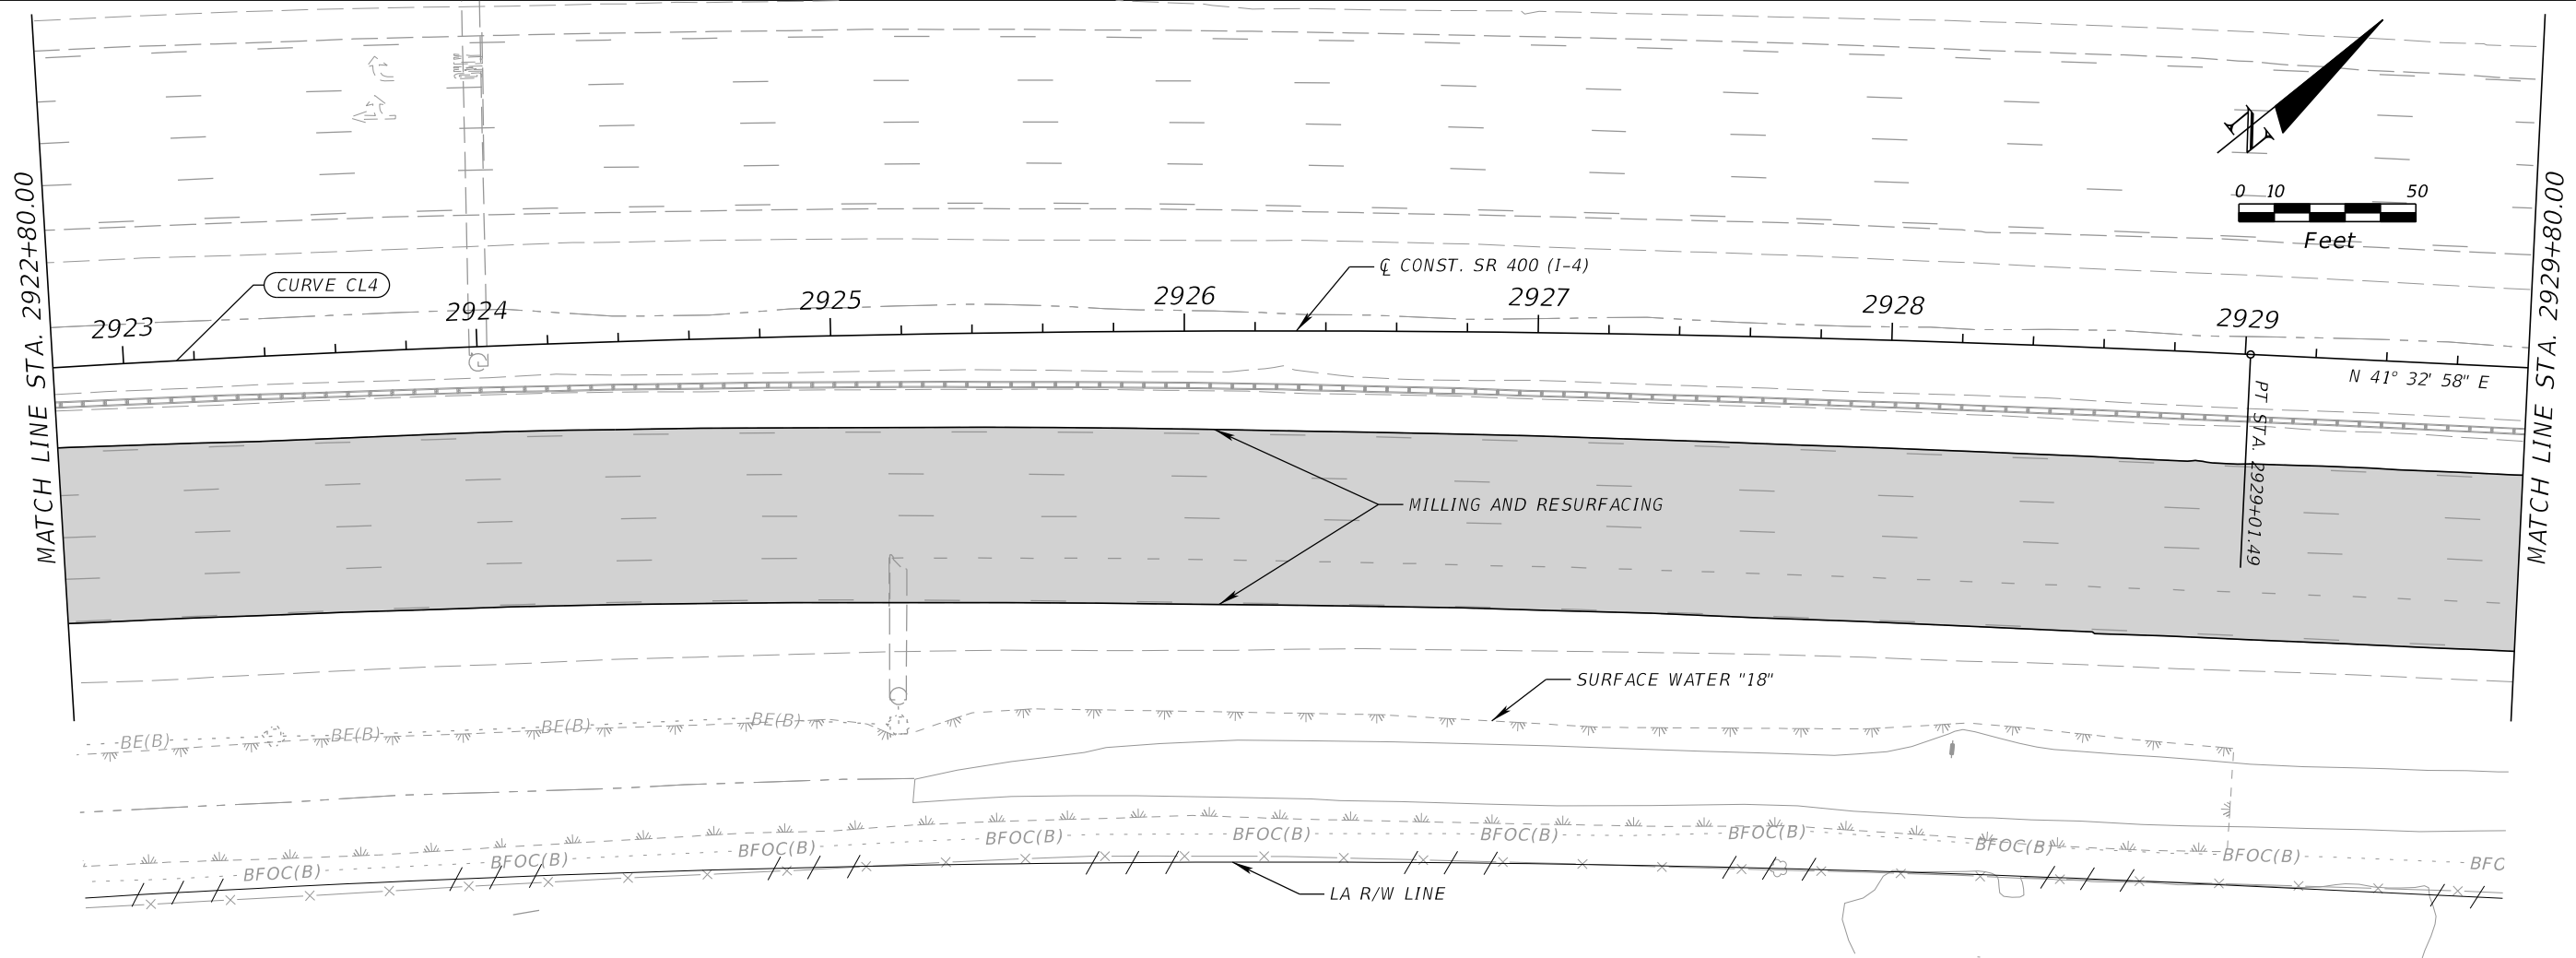 MATCH LINE STA. 2922+80.00
N
0 10 50
Feet
CURVE CL4
℄ CONST. SR 400 (I-4)
2923 2924 2925 2926 2927 2928 2929
N 41° 32' 58" E
PT STA. 2929+01.49
MATCH LINE STA. 2929+80.00
MILLING AND RESURFACING
SURFACE WATER "18"
BE(B) BE(B) BE(B) BE(B)
BFOC(B) BFOC(B) BFOC(B) BFOC(B) BFOC(B) BFOC(B) BFOC(B) BFOC(B) BFOC(B) BFOC
LA R/W LINE